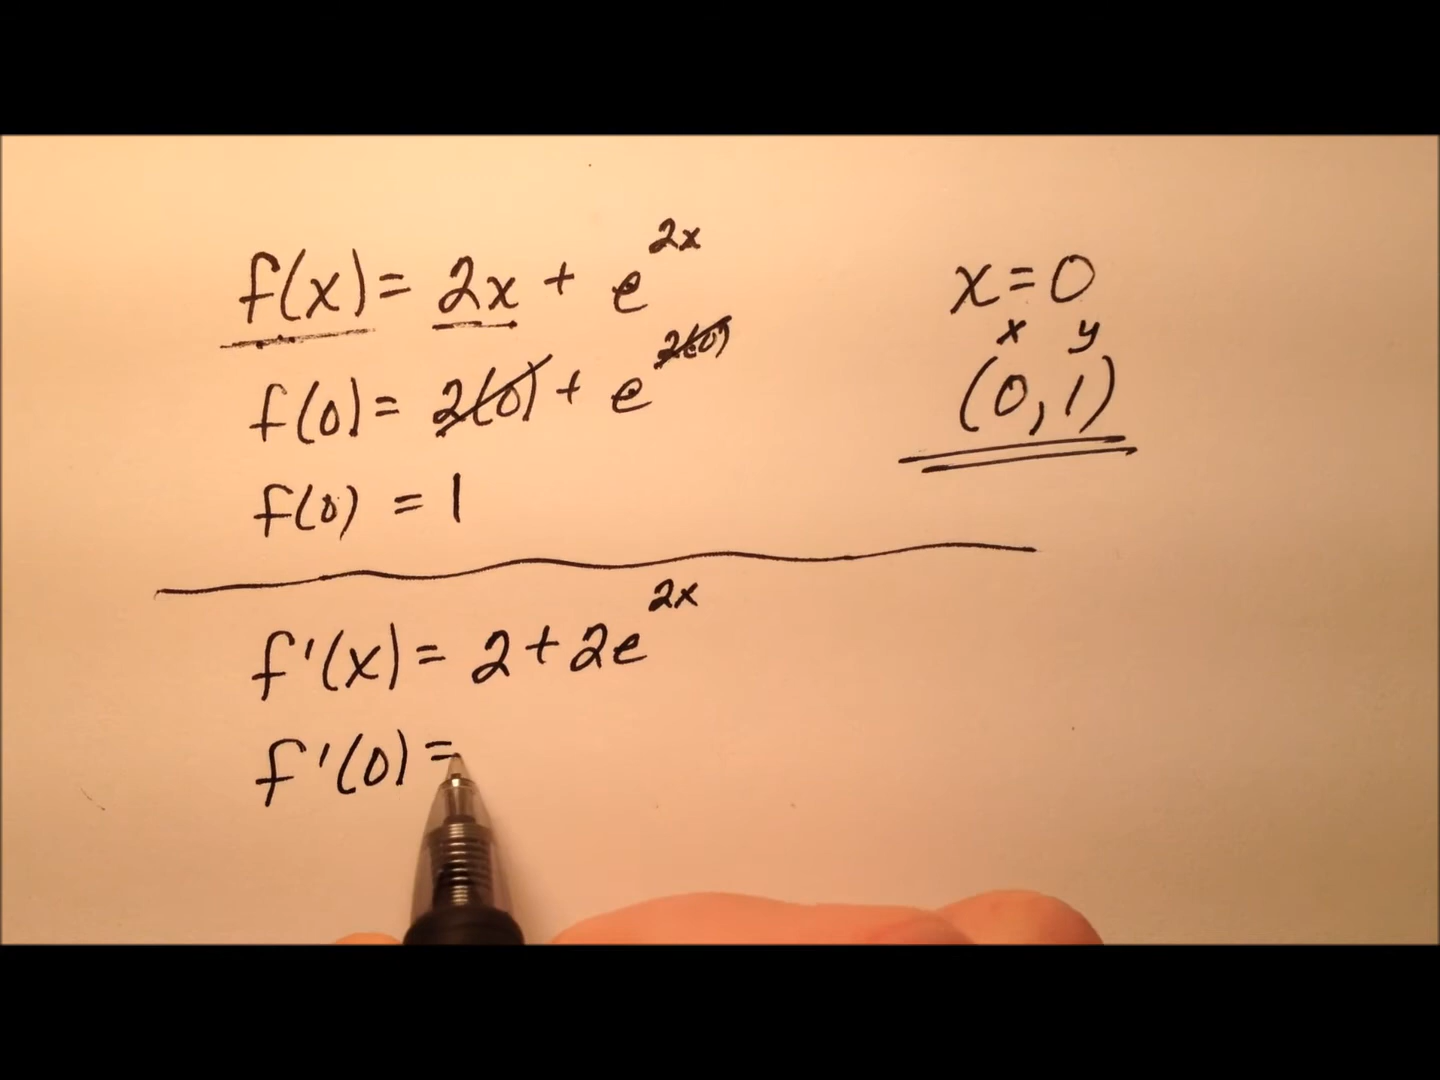 f(x) = 2x + e^{2x}
x = 0
f(0) = 2(0) + e^{2(0)}
x y
(0, 1)
f(0) = 1
f'(x) = 2 + 2e^{2x}
f'(0) =